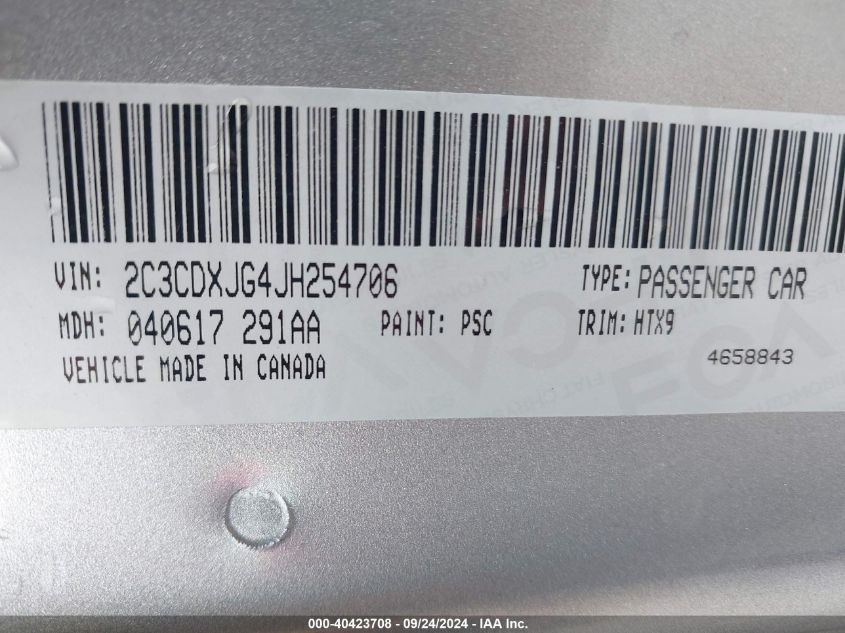 VIN: 2C3CDXJG4JH254706 TYPE: PASSENGER CAR
MDH: 040617 291AA PAINT: PSC TRIM: HTX9
VEHICLE MADE IN CANADA 4658843
000-40423708 - 09/24/2024 - IAA Inc.